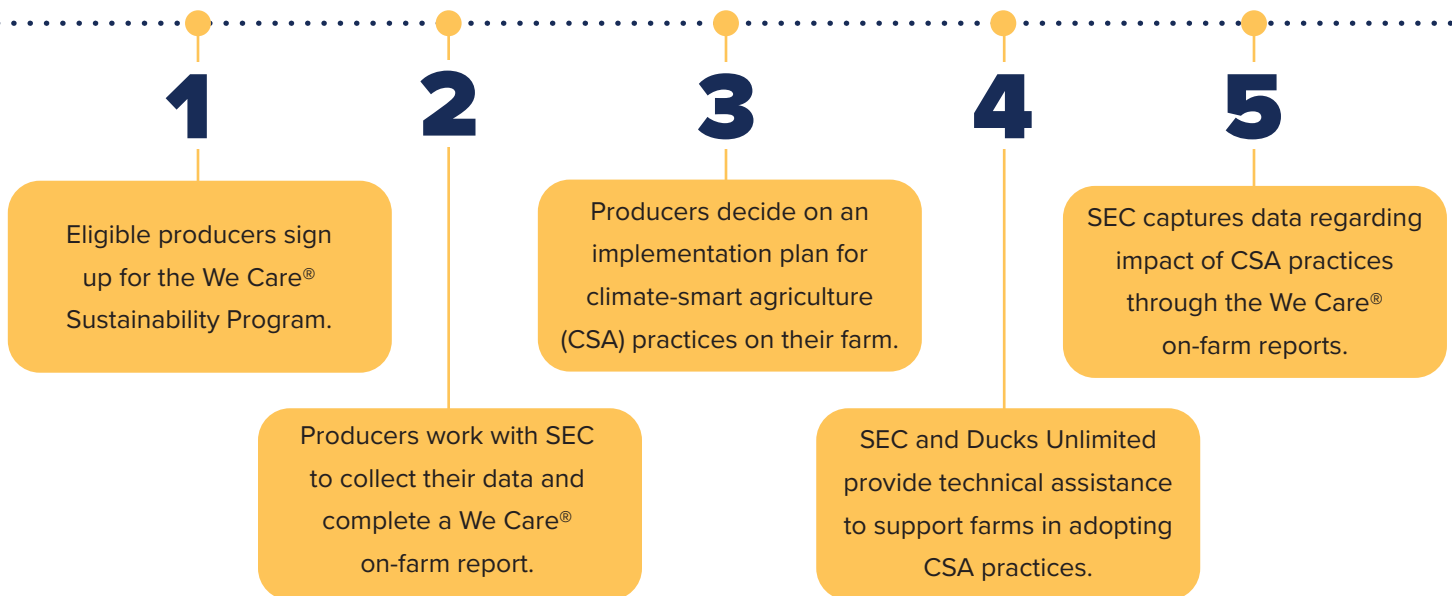 1
Eligible producers sign
up for the We Care®
Sustainability Program.
2
Producers work with SEC
to collect their data and
complete a We Care®
on-farm report.
3
Producers decide on an
implementation plan for
climate-smart agriculture
(CSA) practices on their farm.
4
SEC and Ducks Unlimited
provide technical assistance
to support farms in adopting
CSA practices.
5
SEC captures data regarding
impact of CSA practices
through the We Care®
on-farm reports.